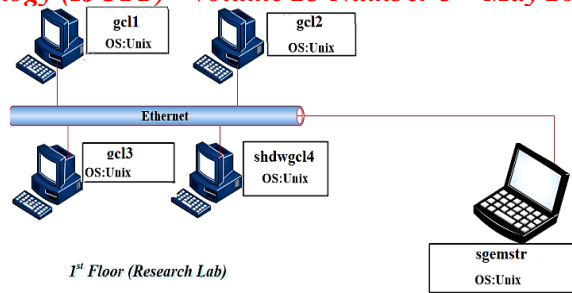 gcl1
OS:Unix
gcl2
OS:Unix
Ethernet
gcl3
OS:Unix
shdwgcl4
OS:Unix
sgemstr
OS:Unix
1st Floor (Research Lab)